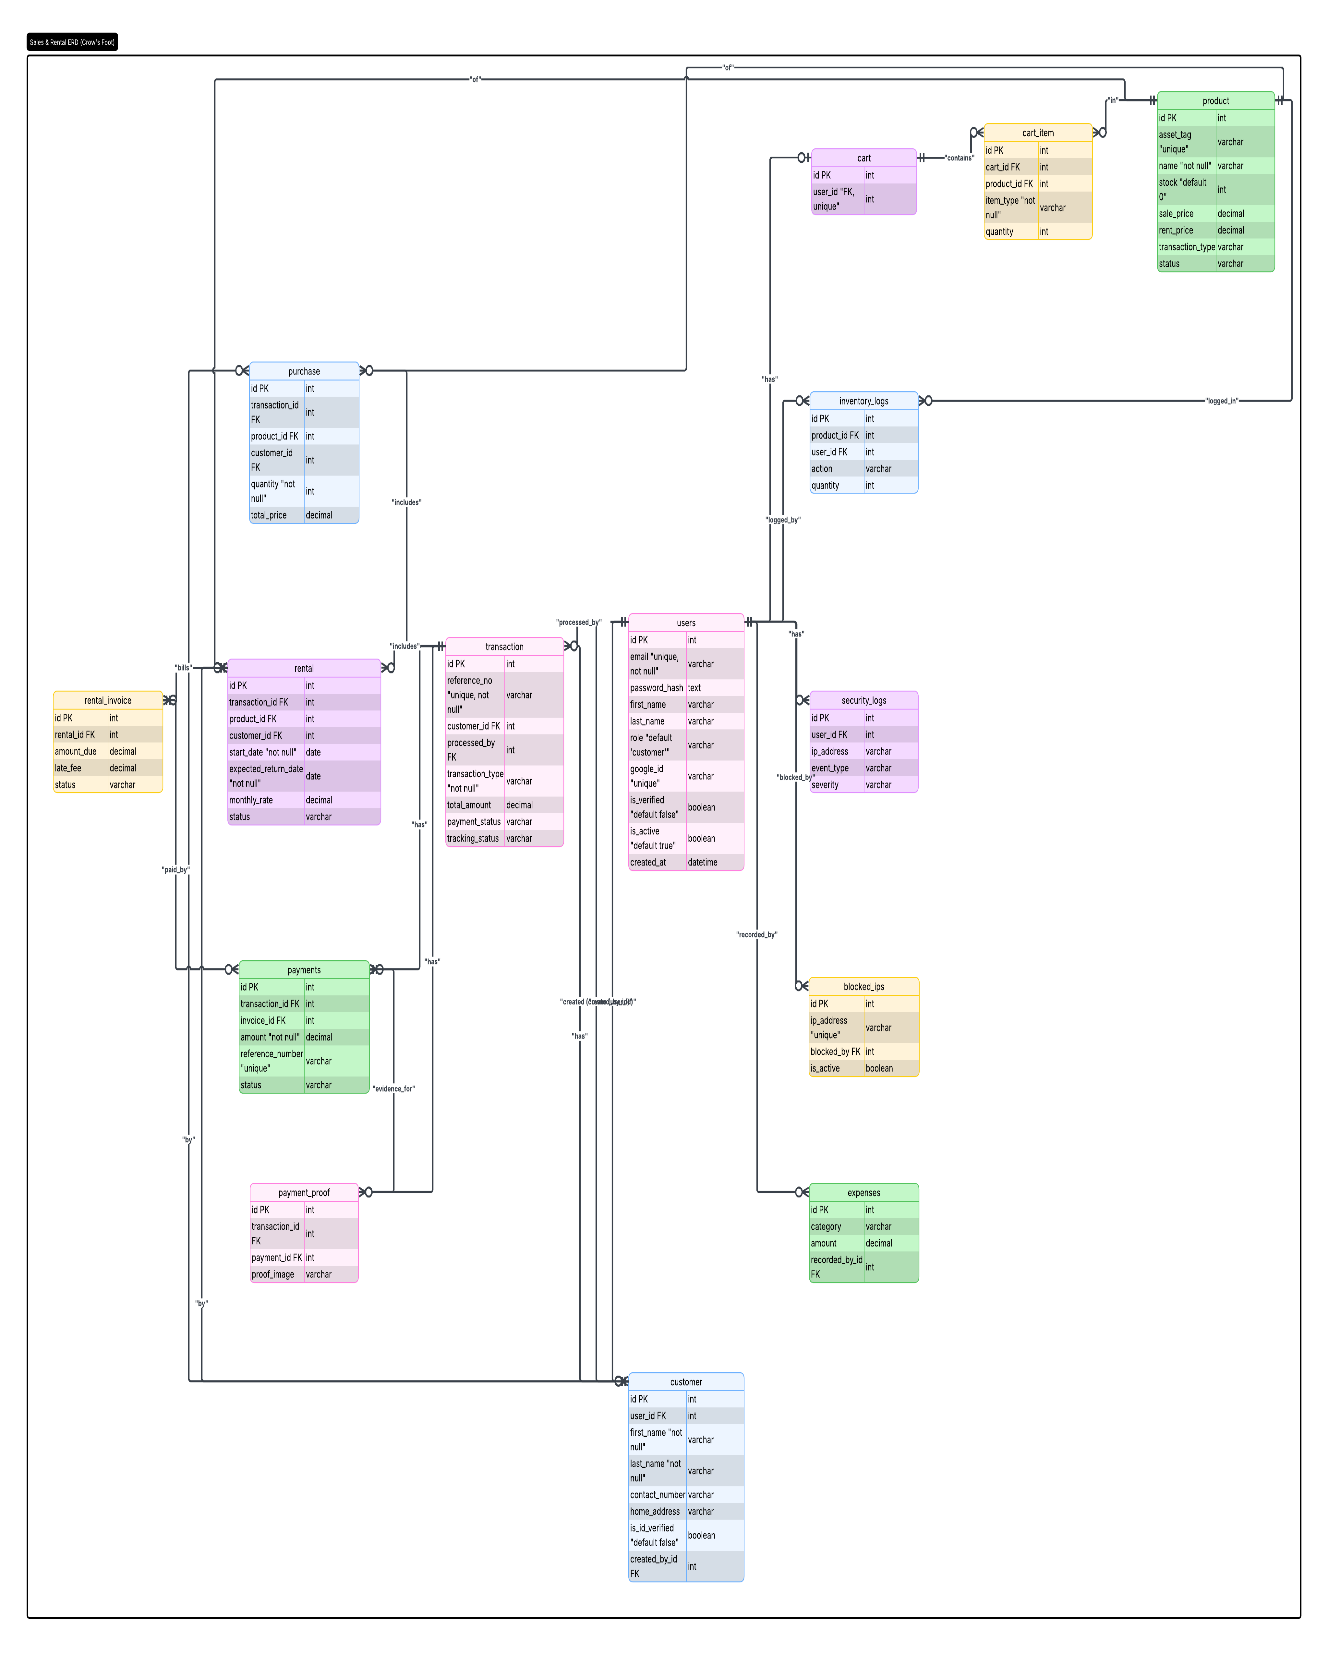 Sales & Rental ERD (Crow's Foot)
"of"
"of"
product
id PK int
asset_tag "unique" varchar
name "not null" varchar
stock "default 0" int
sale_price decimal
rent_price decimal
transaction_type varchar
status varchar
"in"
cart_item
id PK int
cart_id FK int
product_id FK int
item_type "not null" varchar
quantity int
"contains"
cart
id PK int
user_id "FK, unique" int
"has"
purchase
id PK int
transaction_id FK int
product_id FK int
customer_id FK int
quantity "not null" int
total_price decimal
"includes"
inventory_logs
id PK int
product_id FK int
user_id FK int
action varchar
quantity int
"logged_in"
"logged_by"
"processed_by"
users
id PK int
email "unique, not null" varchar
password_hash text
first_name varchar
last_name varchar
role "default 'customer'" varchar
google_id "unique" varchar
is_verified "default false" boolean
is_active "default true" boolean
created_at datetime
"has"
"includes"
transaction
id PK int
reference_no "unique, not null" varchar
customer_id FK int
processed_by FK int
transaction_type "not null" varchar
total_amount decimal
payment_status varchar
tracking_status varchar
"bills"
rental
id PK int
transaction_id FK int
product_id FK int
customer_id FK int
start_date "not null" date
expected_return_date "not null" date
monthly_rate decimal
status varchar
rental_invoice
id PK int
rental_id FK int
amount_due decimal
late_fee decimal
status varchar
security_logs
id PK int
user_id FK int
ip_address varchar
event_type varchar
severity varchar
"blocked_by"
"has"
"paid_by"
"recorded_by"
"has"
payments
id PK int
transaction_id FK int
invoice_id FK int
amount "not null" decimal
reference_number "unique" varchar
status varchar
blocked_ips
id PK int
ip_address "unique" varchar
blocked_by FK int
is_active boolean
"created
"has"
"evidence_for"
"by"
payment_proof
id PK int
transaction_id FK int
payment_id FK int
proof_image varchar
expenses
id PK int
category varchar
amount decimal
recorded_by_id FK int
"by"
customer
id PK int
user_id FK int
first_name "not null" varchar
last_name "not null" varchar
contact_number varchar
home_address varchar
is_id_verified "default false" boolean
created_by_id FK int